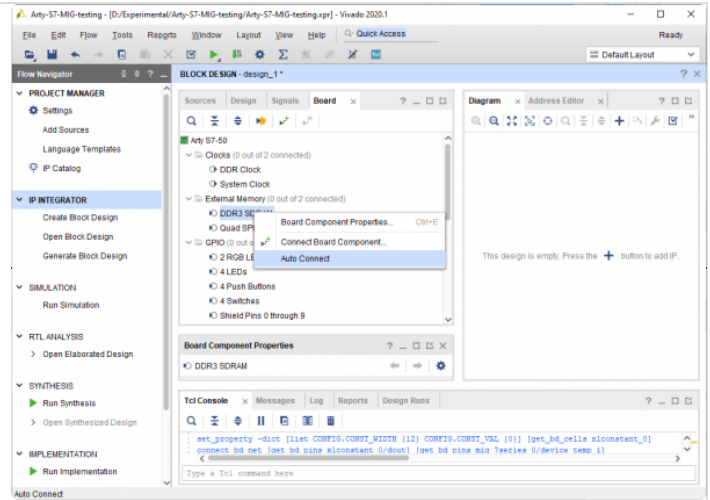 Arty-S7-MIG-testing - [D:/Experimental/Arty-S7-MIG-testing/Arty-S7-MIG-testing.xpr] - Vivado 2020.1
File Edit Flow Tools Reports Window Layout View Help Quick Access
Ready
Default Layout
Flow Navigator
PROJECT MANAGER
Settings
Add Sources
Language Templates
IP Catalog
IP INTEGRATOR
Create Block Design
Open Block Design
Generate Block Design
SIMULATION
Run Simulation
RTL ANALYSIS
Open Elaborated Design
SYNTHESIS
Run Synthesis
Open Synthesized Design
IMPLEMENTATION
Run Implementation
BLOCK DESIGN - design_1 *
Sources Design Signals Board
Arty S7-50
Clocks (0 out of 2 connected)
DDR Clock
System Clock
External Memory (0 out of 2 connected)
DDR3 SDRAM
Quad SPI
GPIO (0 out o
2 RGB LE
4 LEDs
4 Push Buttons
4 Switches
Shield Pins 0 through 9
Board Component Properties... Ctrl+E
Connect Board Component...
Auto Connect
Diagram Address Editor
This design is empty. Press the + button to add IP.
Board Component Properties
DDR3 SDRAM
Tcl Console Messages Log Reports Design Runs
set_property -dict [list CONFIG.CONST_WIDTH {12} CONFIG.CONST_VAL {0}] [get_bd_cells xlconstant_0]
connect_bd_net [get_bd_pins xlconstant_0/dout] [get_bd_pins mig_7series_0/device_temp_i]
Type a Tcl command here
Auto Connect